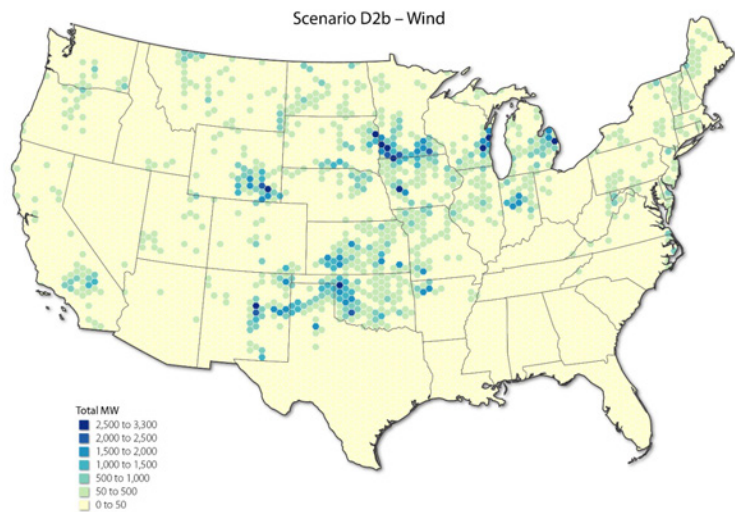 Scenario D2b – Wind
Total MW
2,500 to 3,300
2,000 to 2,500
1,500 to 2,000
1,000 to 1,500
500 to 1,000
50 to 500
0 to 50